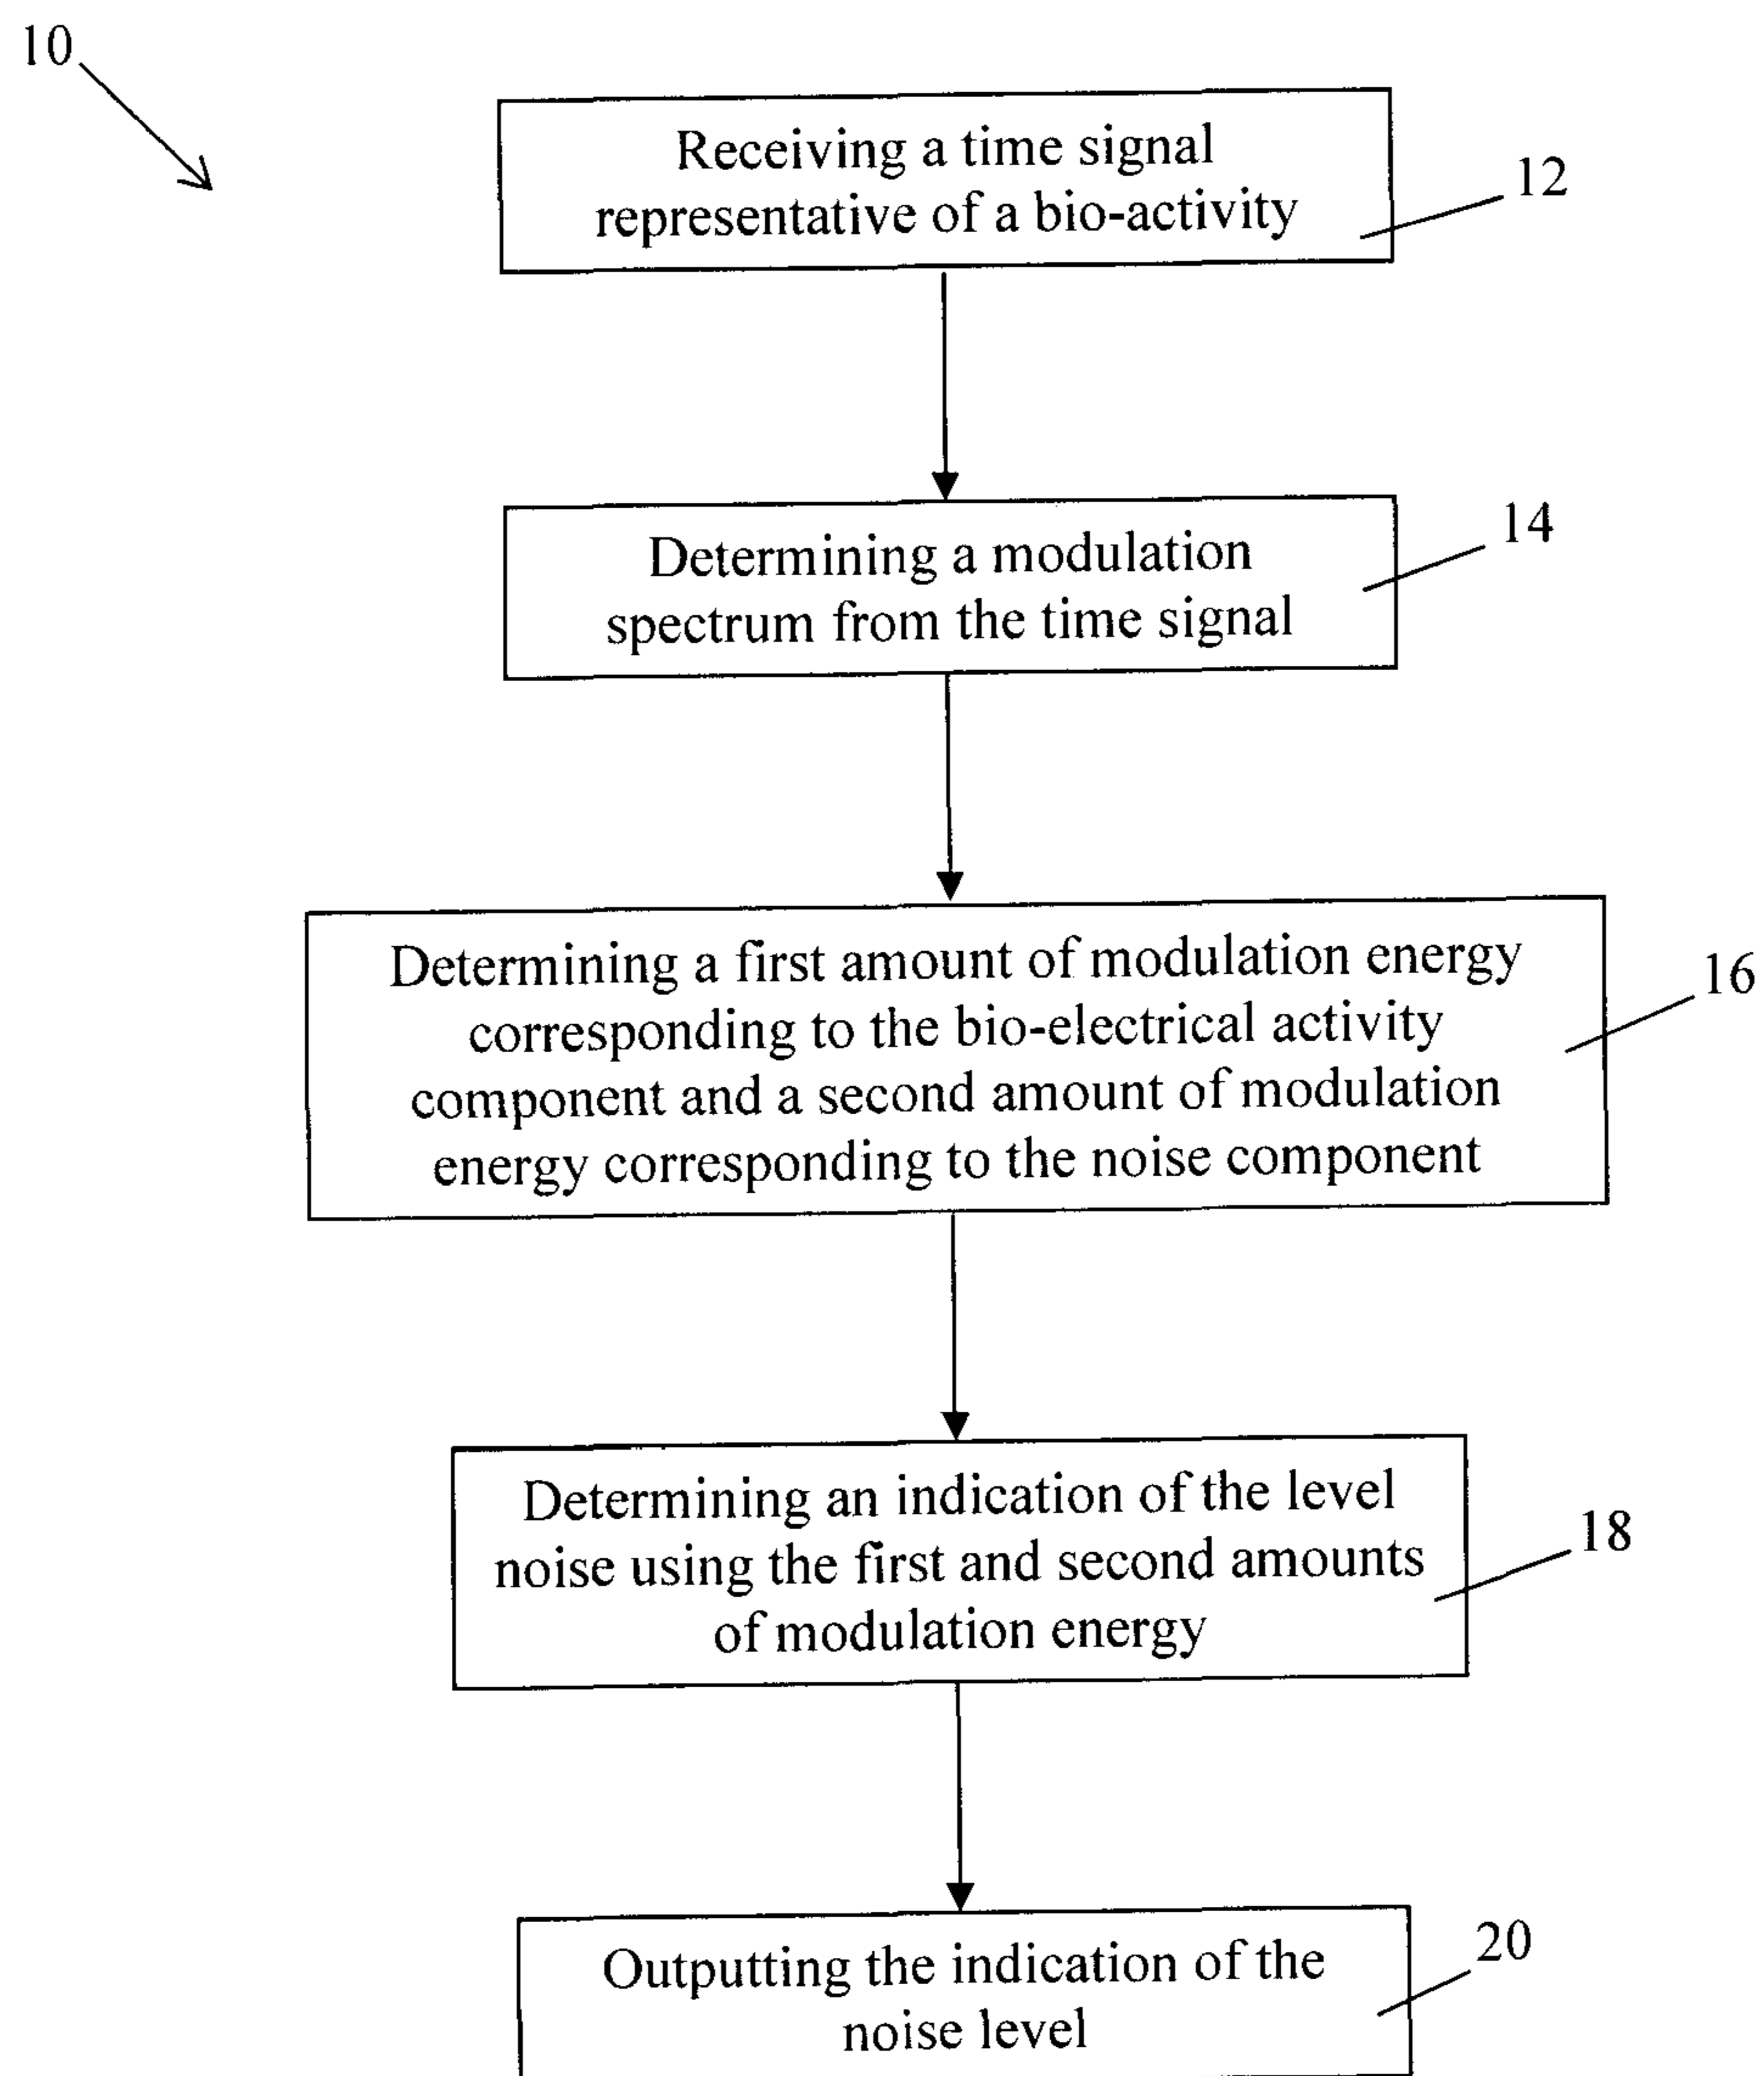 10
Receiving a time signal
representative of a bio-activity
12
Determining a modulation
spectrum from the time signal
14
Determining a first amount of modulation energy
corresponding to the bio-electrical activity
component and a second amount of modulation
energy corresponding to the noise component
16
Determining an indication of the level
noise using the first and second amounts
of modulation energy
18
Outputting the indication of the
noise level
20